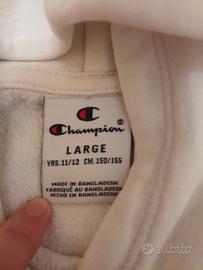 Champion
LARGE
YRS. 11/12 CM. 150/155
MADE IN BANGLADESH
FABRIQUÉ AU BANGLADESH
HECHO EN BANGLADESH
subito